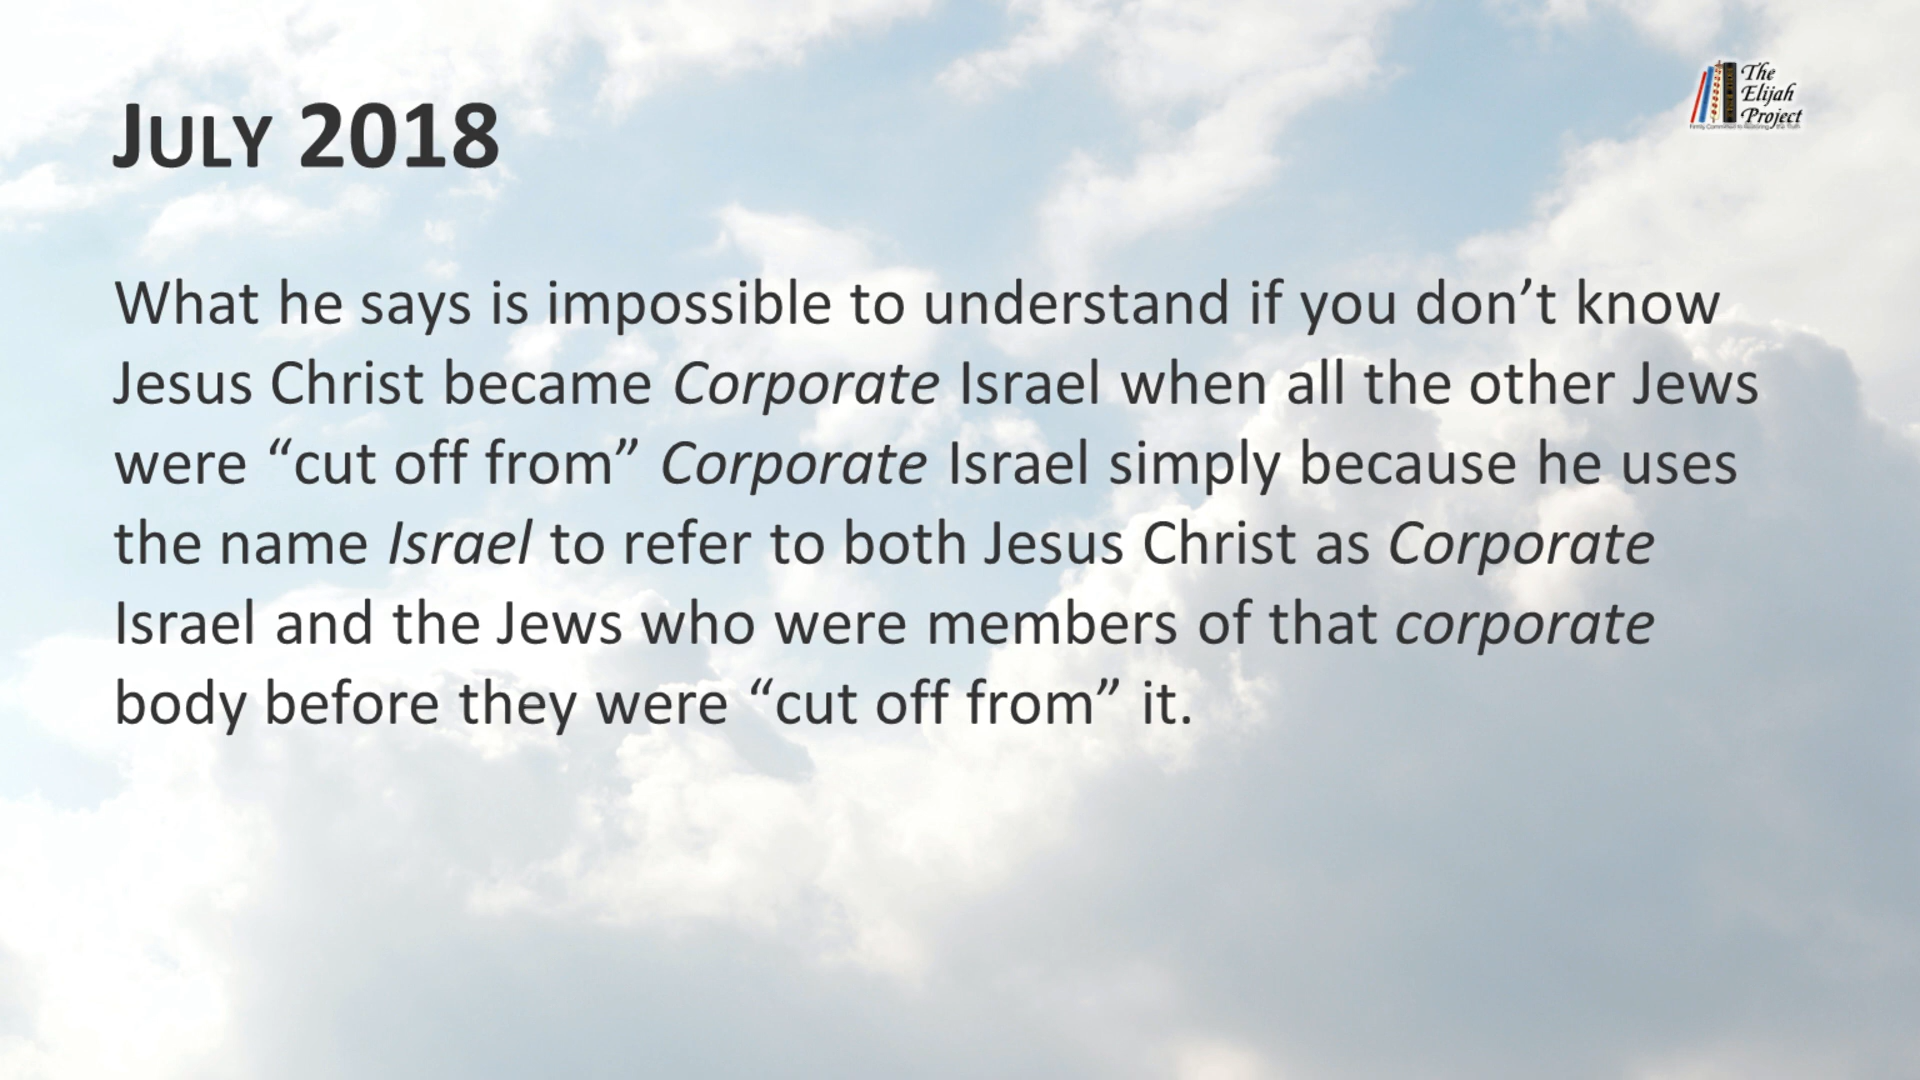 JULY 2018
The
Elijah
Project
What he says is impossible to understand if you don’t know
Jesus Christ became Corporate Israel when all the other Jews
were “cut off from” Corporate Israel simply because he uses
the name Israel to refer to both Jesus Christ as Corporate
Israel and the Jews who were members of that corporate
body before they were “cut off from” it.